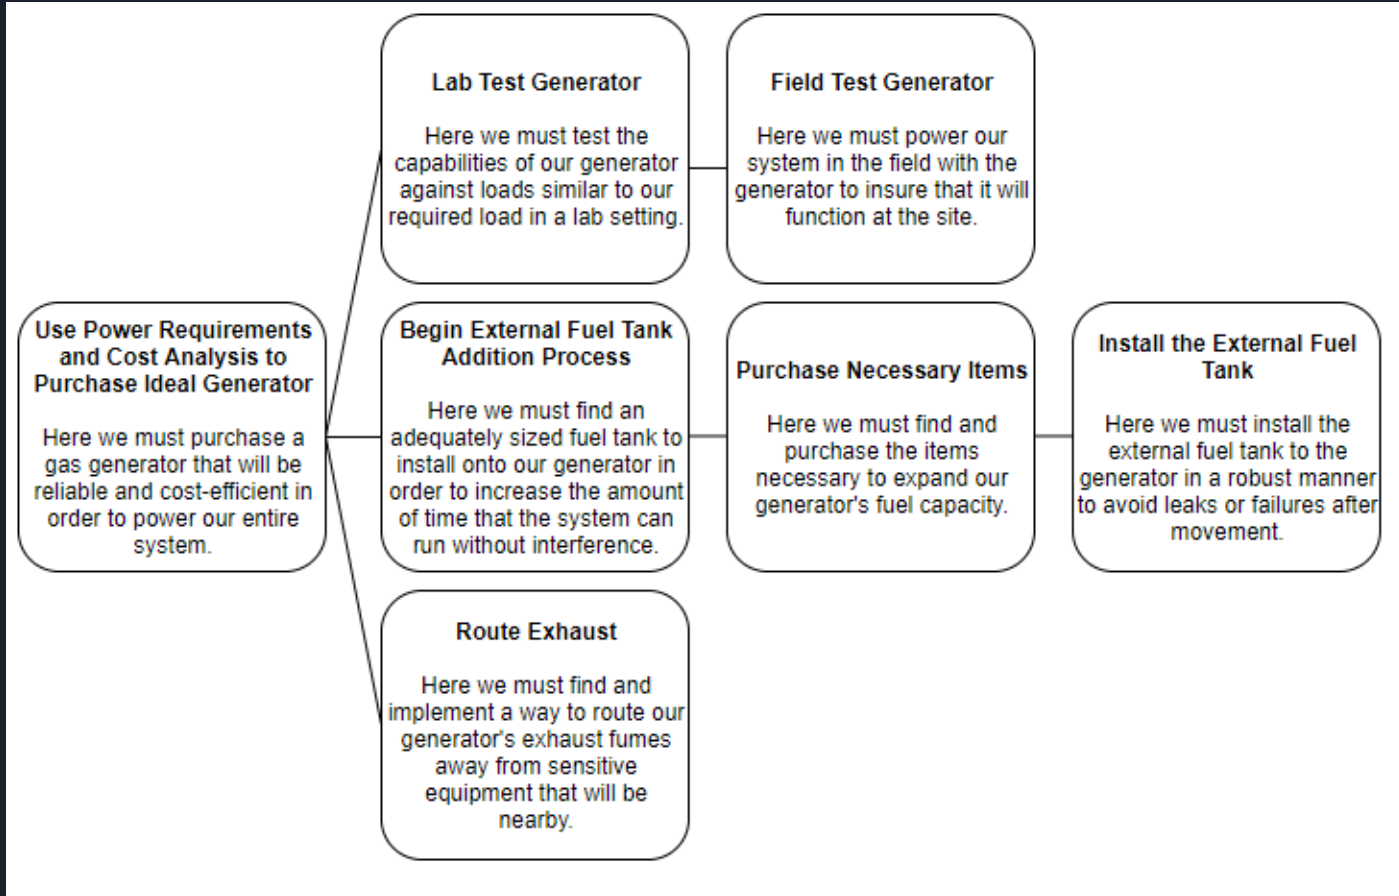 Lab Test Generator
Here we must test the
capabilities of our generator
against loads similar to our
required load in a lab setting.
Field Test Generator
Here we must power our
system in the field with the
generator to insure that it will
function at the site.
Use Power Requirements
and Cost Analysis to
Purchase Ideal Generator
Here we must purchase a
gas generator that will be
reliable and cost-efficient in
order to power our entire
system.
Begin External Fuel Tank
Addition Process
Here we must find an
adequately sized fuel tank to
install onto our generator in
order to increase the amount
of time that the system can
run without interference.
Purchase Necessary Items
Here we must find and
purchase the items
necessary to expand our
generator's fuel capacity.
Install the External Fuel
Tank
Here we must install the
external fuel tank to the
generator in a robust manner
to avoid leaks or failures after
movement.
Route Exhaust
Here we must find and
implement a way to route our
generator's exhaust fumes
away from sensitive
equipment that will be
nearby.